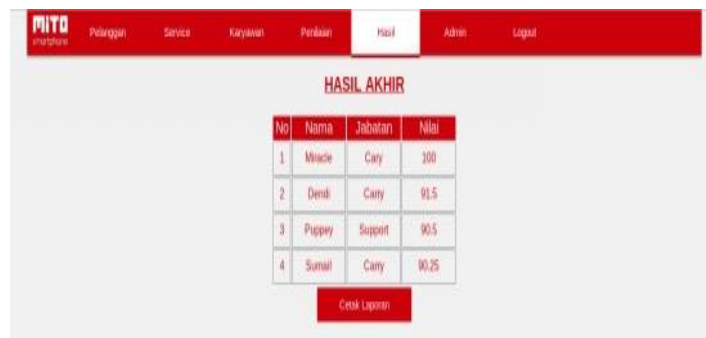 MITO
smartphone
Pelanggan Service Karyawan Penilaian Hasil Admin Logout
HASIL AKHIR
No Nama Jabatan Nilai
1 Miracle Cary 100
2 Dendi Carry 91.5
3 Puppey Support 90.5
4 Sumail Carry 90.25
Cetak Laporan